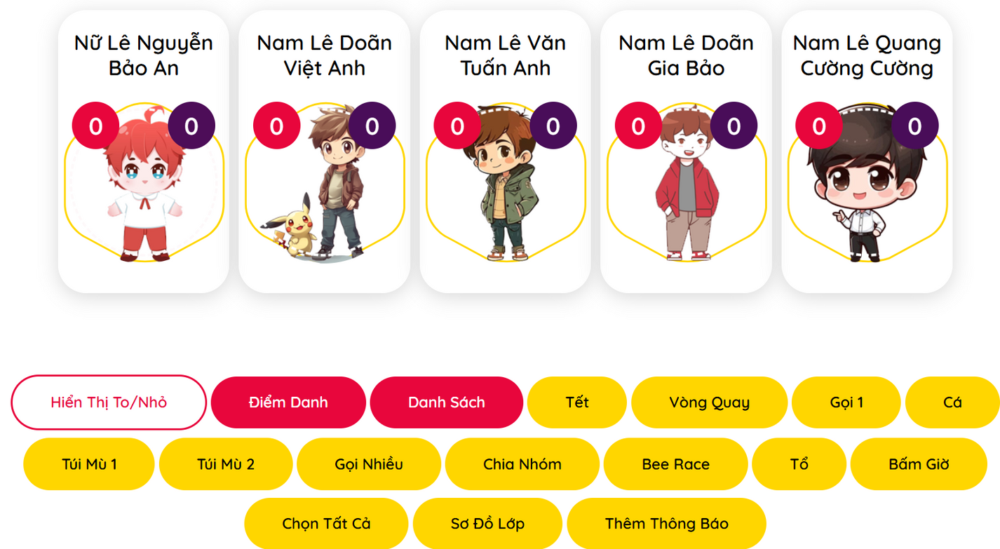 Nữ Lê Nguyễn
Bảo An
Nam Lê Doãn
Việt Anh
Nam Lê Văn
Tuấn Anh
Nam Lê Doãn
Gia Bảo
Nam Lê Quang
Cường Cường
0 0 0 0 0 0 0 0 0 0
Hiển Thị To/Nhỏ Điểm Danh Danh Sách Tết Vòng Quay Gọi 1 Cá
Túi Mù 1 Túi Mù 2 Gọi Nhiều Chia Nhóm Bee Race Tổ Bấm Giờ
Chọn Tất Cả Sơ Đồ Lớp Thêm Thông Báo